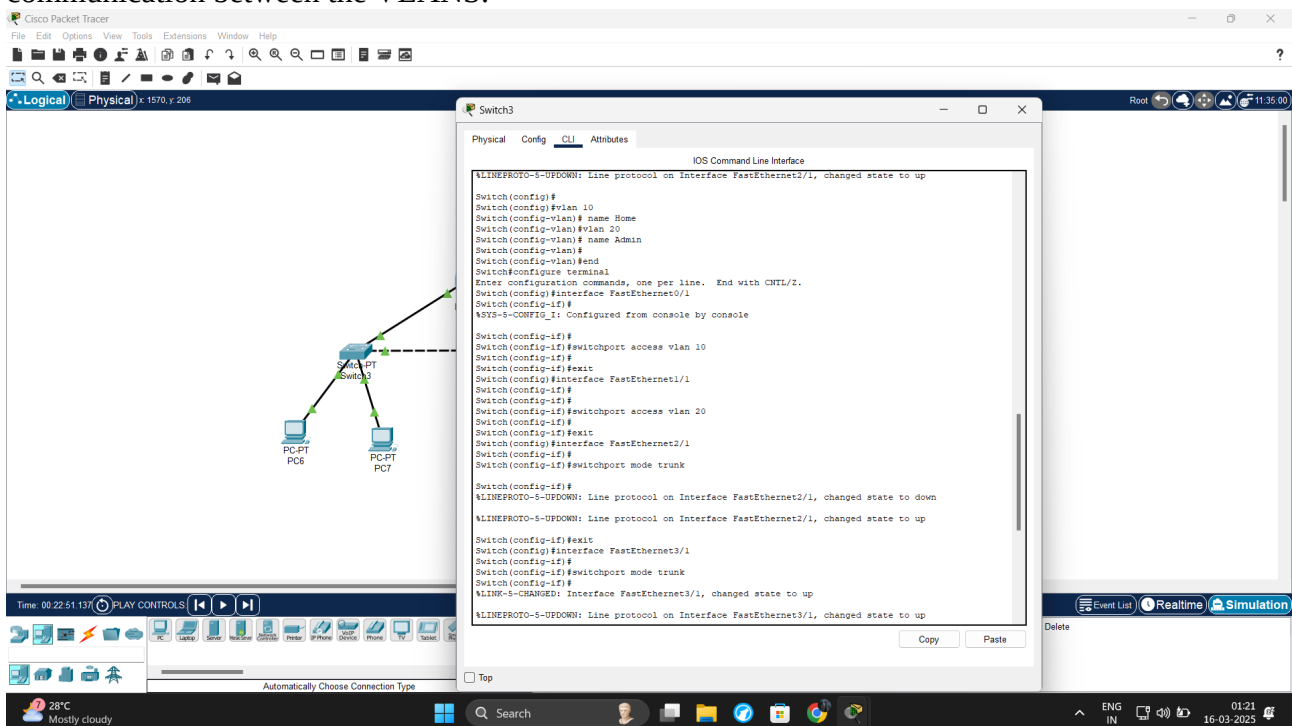 communication between the VLANs.
Cisco Packet Tracer
File Edit Options View Tools Extensions Window Help
?
Logical Physical x: 1570, y: 206
Root 11:35:00
Switch3
Physical Config CLI Attributes
IOS Command Line Interface
%LINEPROTO-5-UPDOWN: Line protocol on Interface FastEthernet2/1, changed state to up
Switch(config)#
Switch(config)#vlan 10
Switch(config-vlan)# name Home
Switch(config-vlan)#vlan 20
Switch(config-vlan)# name Admin
Switch(config-vlan)#
Switch(config-vlan)#end
Switch#configure terminal
Enter configuration commands, one per line. End with CNTL/Z.
Switch(config)#interface FastEthernet0/1
Switch(config-if)#
%SYS-5-CONFIG_I: Configured from console by console
Switch(config-if)#
Switch(config-if)#switchport access vlan 10
Switch(config-if)#
Switch(config-if)#exit
Switch(config)#interface FastEthernet1/1
Switch(config-if)#
Switch(config-if)#
Switch(config-if)#switchport access vlan 20
Switch(config-if)#
Switch(config-if)#exit
Switch(config)#interface FastEthernet2/1
Switch(config-if)#
Switch(config-if)#switchport mode trunk
Switch(config-if)#
%LINEPROTO-5-UPDOWN: Line protocol on Interface FastEthernet2/1, changed state to down
%LINEPROTO-5-UPDOWN: Line protocol on Interface FastEthernet2/1, changed state to up
Switch(config-if)#exit
Switch(config)#interface FastEthernet3/1
Switch(config-if)#
Switch(config-if)#switchport mode trunk
Switch(config-if)#
%LINK-5-CHANGED: Interface FastEthernet3/1, changed state to up
%LINEPROTO-5-UPDOWN: Line protocol on Interface FastEthernet3/1, changed state to up
Copy Paste
Top
Switch-PT
Switch3
PC-PT
PC6
PC-PT
PC7
Time: 00:22:51.137 PLAY CONTROLS:
Event List Realtime Simulation
PC Laptop Server Printer IP Phone VoIP Device Phone TV Tablet
Delete
Automatically Choose Connection Type
28°C
Mostly cloudy
Search
ENG
IN
01:21
16-03-2025